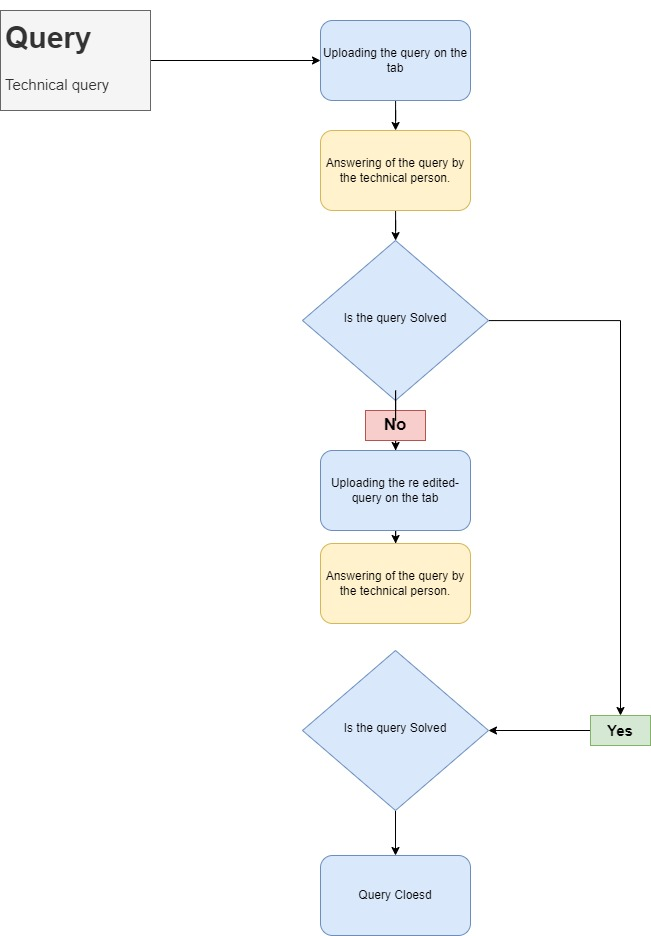 Query
Technical query
Uploading the query on the
tab
Answering of the query by
the technical person.
Is the query Solved
No
Uploading the re edited-
query on the tab
Answering of the query by
the technical person.
Is the query Solved
Yes
Query Cloesd